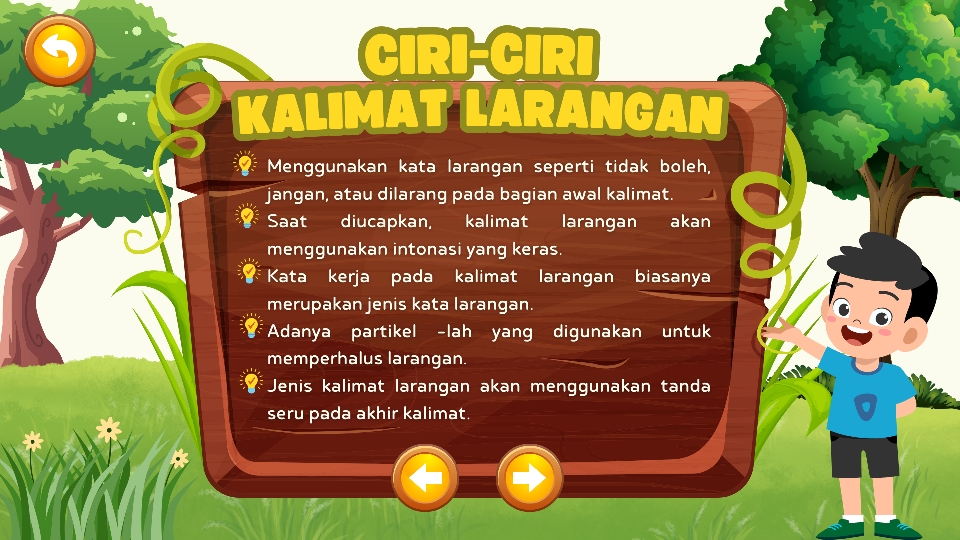 CIRI-CIRI
KALIMAT LARANGAN
Menggunakan kata larangan seperti tidak boleh,
jangan, atau dilarang pada bagian awal kalimat.
Saat diucapkan, kalimat larangan akan
menggunakan intonasi yang keras.
Kata kerja pada kalimat larangan biasanya
merupakan jenis kata larangan.
Adanya partikel -lah yang digunakan untuk
memperhalus larangan.
Jenis kalimat larangan akan menggunakan tanda
seru pada akhir kalimat.